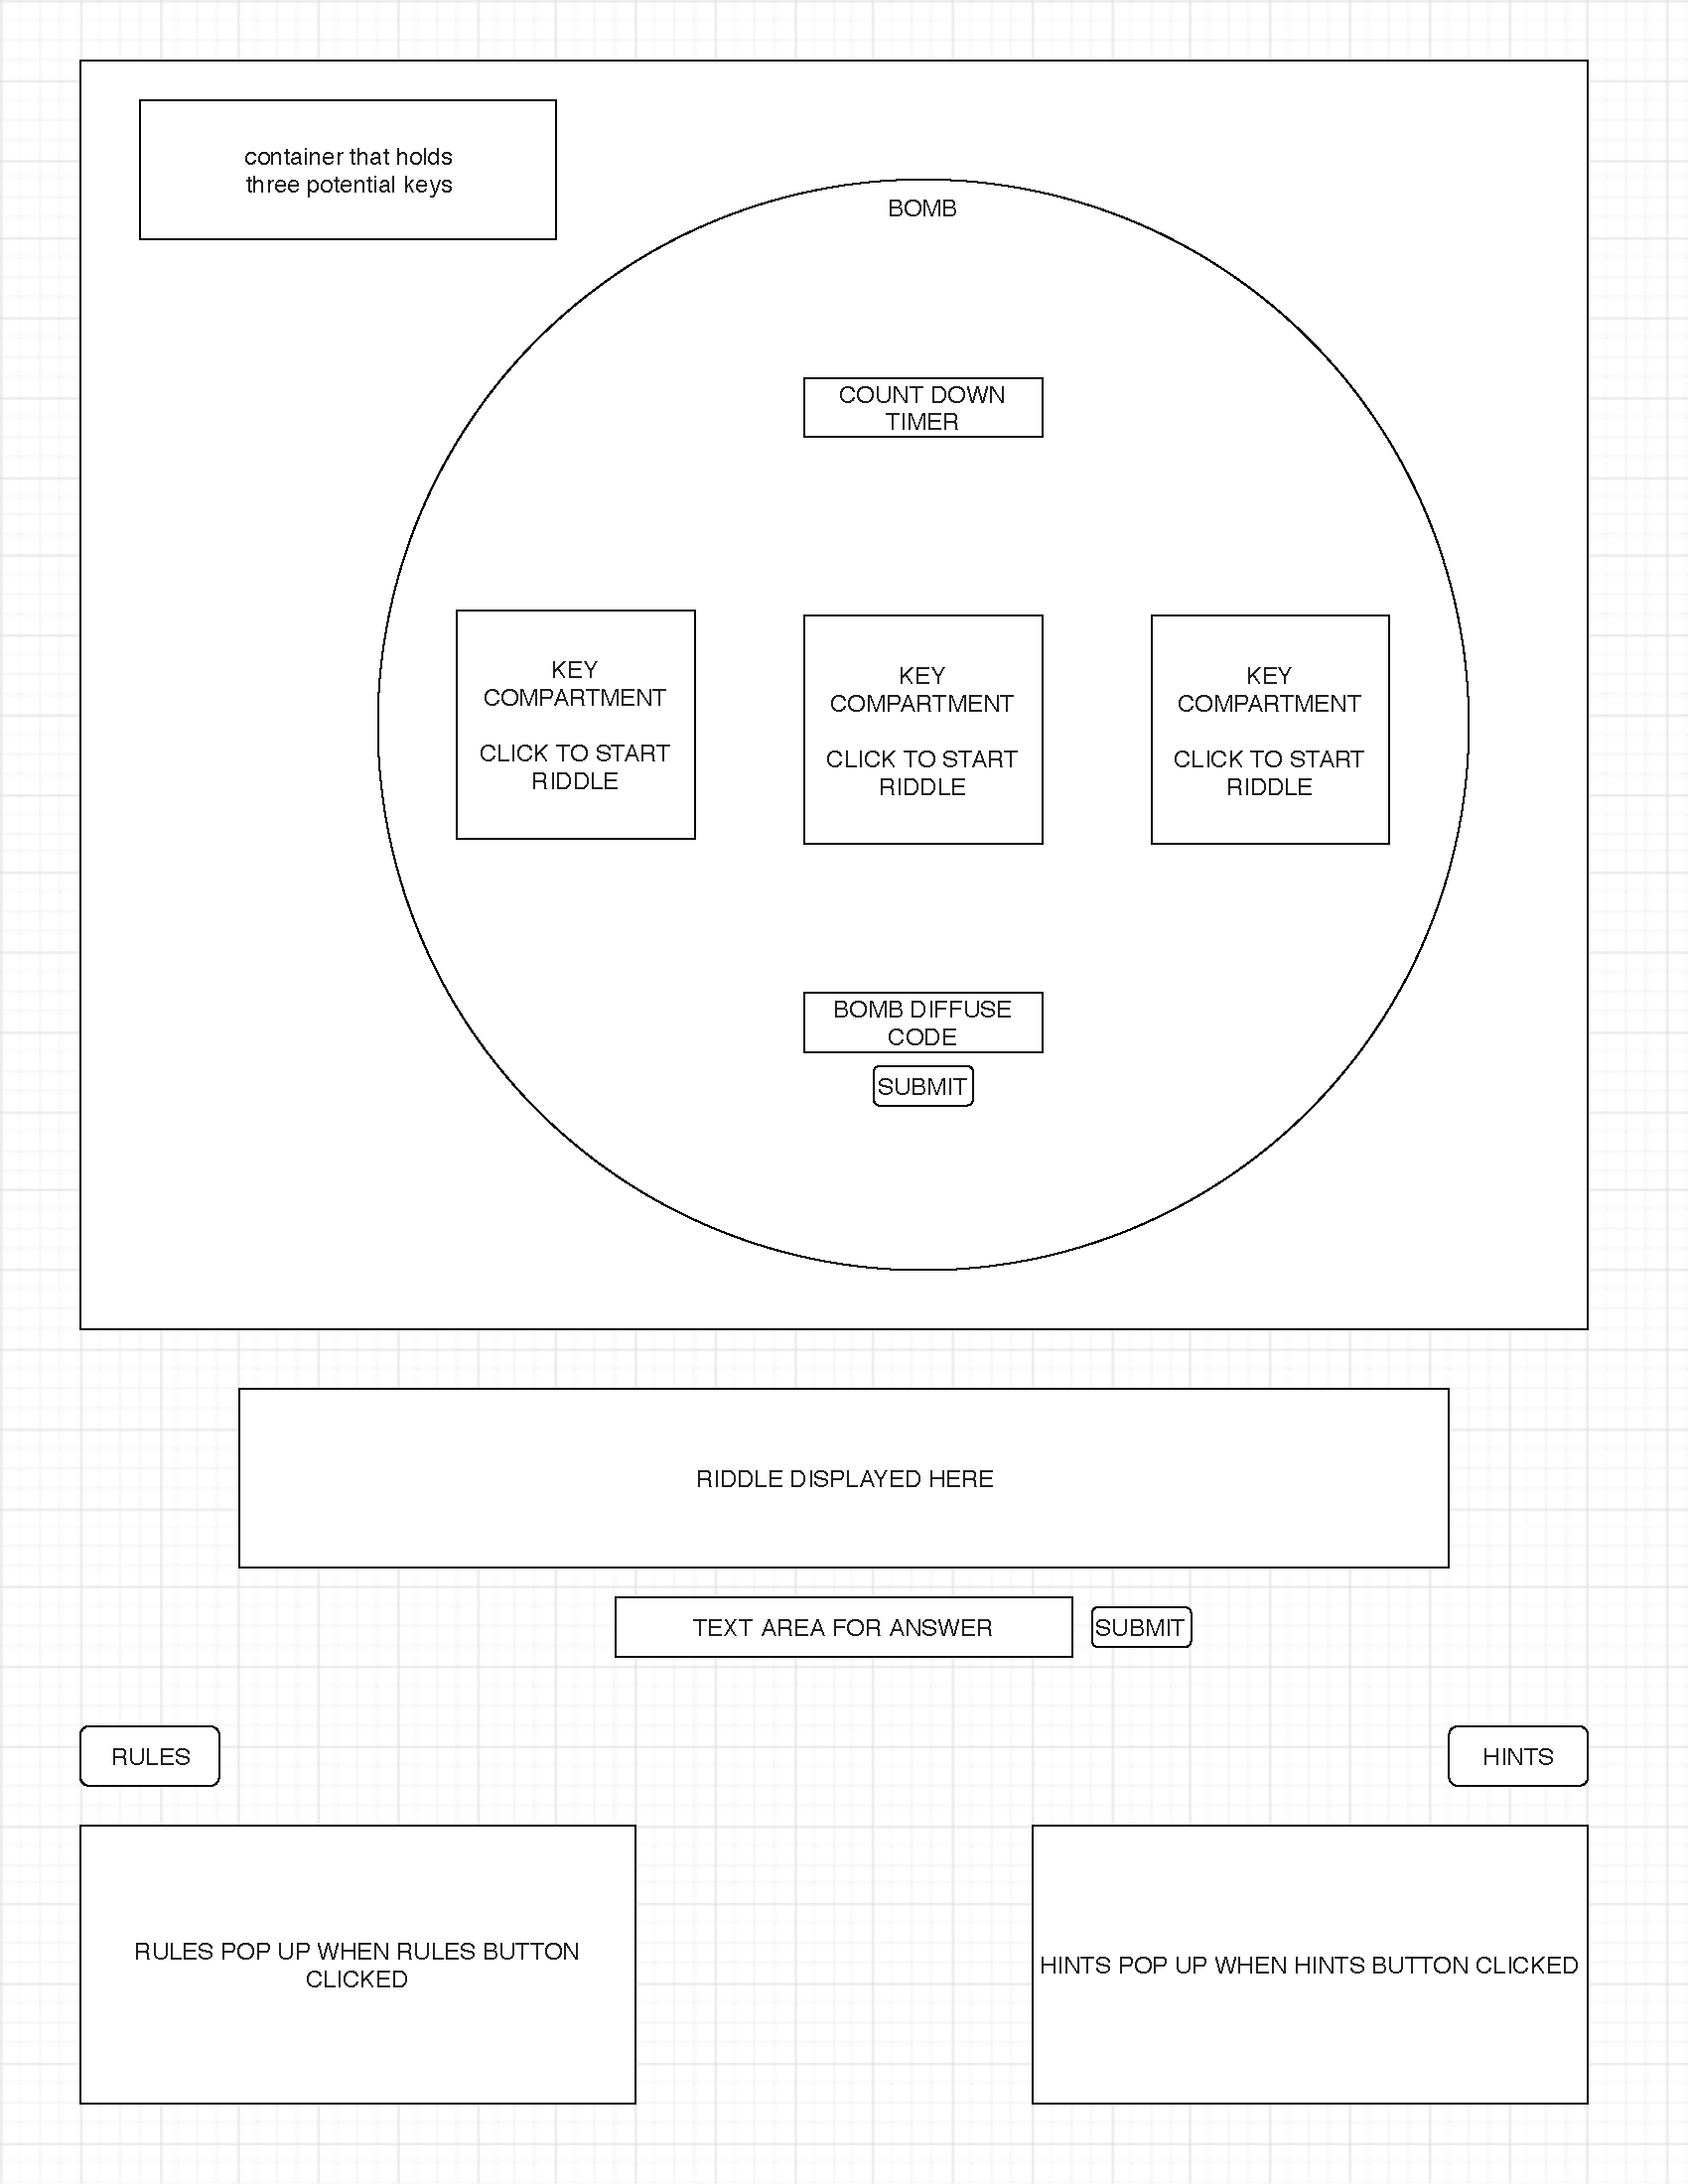 container that holds
three potential keys
BOMB
COUNT DOWN
TIMER
KEY
COMPARTMENT
CLICK TO START
RIDDLE
KEY
COMPARTMENT
CLICK TO START
RIDDLE
KEY
COMPARTMENT
CLICK TO START
RIDDLE
BOMB DIFFUSE
CODE
SUBMIT
RIDDLE DISPLAYED HERE
TEXT AREA FOR ANSWER
SUBMIT
RULES
HINTS
RULES POP UP WHEN RULES BUTTON
CLICKED
HINTS POP UP WHEN HINTS BUTTON CLICKED